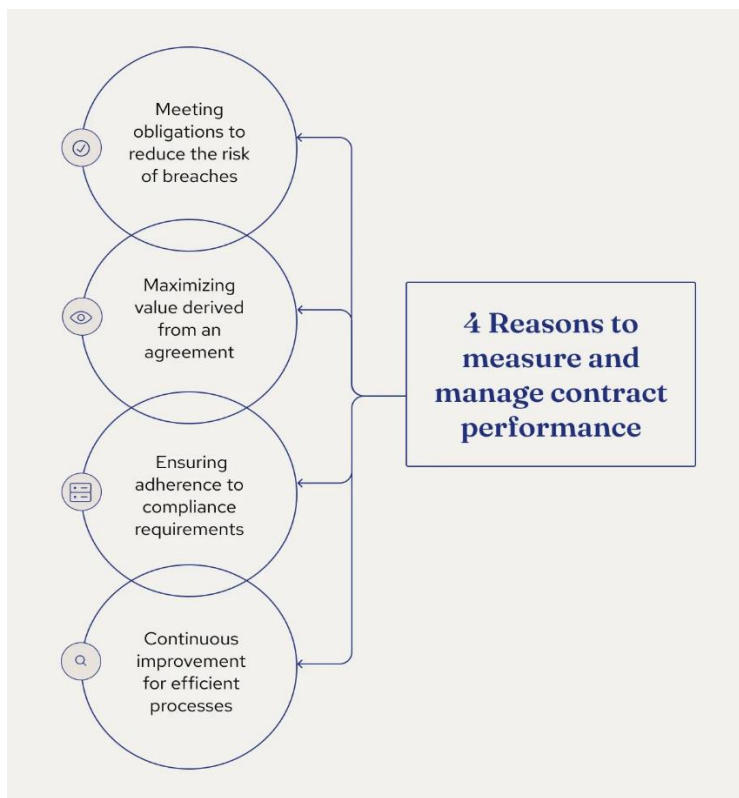 Meeting
obligations to
reduce the risk
of breaches
Maximizing
value derived
from an
agreement
Ensuring
adherence to
compliance
requirements
Continuous
improvement
for efficient
processes
4 Reasons to
measure and
manage contract
performance